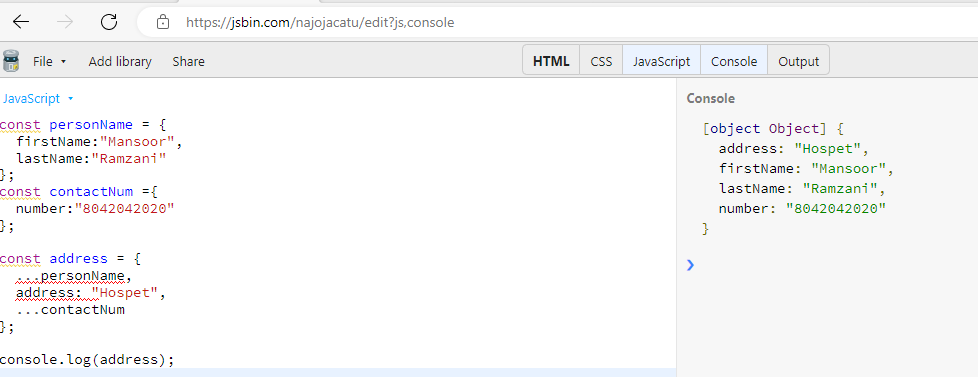 https://jsbin.com/najojacatu/edit?js,console
File ▾ Add library Share HTML CSS JavaScript Console Output
JavaScript ▾
const personName = {
  firstName:"Mansoor",
  lastName:"Ramzani"
};
const contactNum ={
  number:"8042042020"
};

const address = {
  ...personName,
  address: "Hospet",
  ...contactNum
};

console.log(address);
Console
[object Object] {
  address: "Hospet",
  firstName: "Mansoor",
  lastName: "Ramzani",
  number: "8042042020"
}
❯